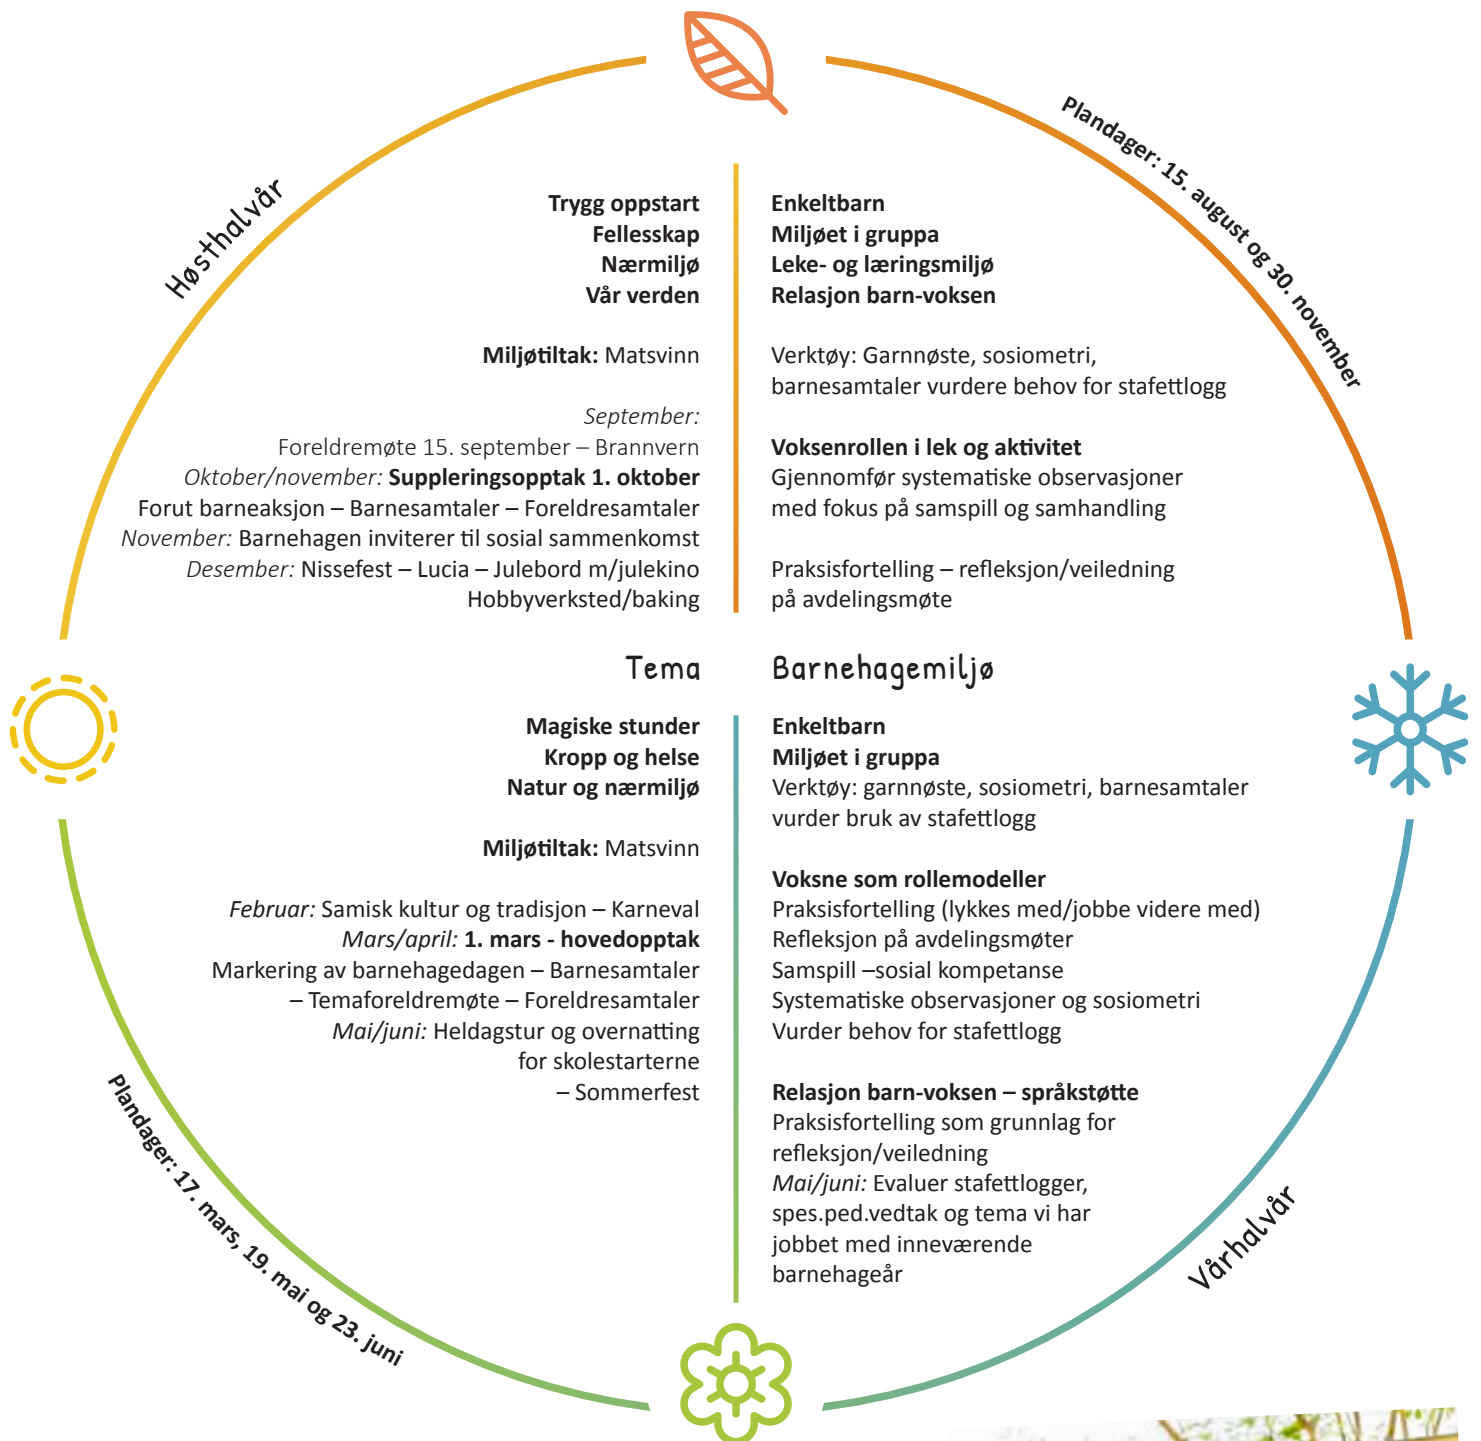 Høsthalvår
Plandager: 15. august og 30. november
Trygg oppstart
Fellesskap
Nærmiljø
Vår verden
Miljøtiltak: Matsvinn
September:
Foreldremøte 15. september – Brannvern
Oktober/november: Suppleringsopptak 1. oktober
Forut barneaksjon – Barnesamtaler – Foreldresamtaler
November: Barnehagen inviterer til sosial sammenkomst
Desember: Nissefest – Lucia – Julebord m/julekino
Hobbyverksted/baking
Enkeltbarn
Miljøet i gruppa
Leke- og læringsmiljø
Relasjon barn-voksen
Verktøy: Garnnøste, sosiometri,
barnesamtaler vurdere behov for stafettlogg
Voksenrollen i lek og aktivitet
Gjennomfør systematiske observasjoner
med fokus på samspill og samhandling
Praksisfortelling – refleksjon/veiledning
på avdelingsmøte
Tema
Barnehagemiljø
Magiske stunder
Kropp og helse
Natur og nærmiljø
Miljøtiltak: Matsvinn
Februar: Samisk kultur og tradisjon – Karneval
Mars/april: 1. mars - hovedopptak
Markering av barnehagedagen – Barnesamtaler
– Temaforeldremøte – Foreldresamtaler
Mai/juni: Heldagstur og overnatting
for skolestarterne
– Sommerfest
Enkeltbarn
Miljøet i gruppa
Verktøy: garnnøste, sosiometri, barnesamtaler
vurder bruk av stafettlogg
Voksne som rollemodeller
Praksisfortelling (lykkes med/jobbe videre med)
Refleksjon på avdelingsmøter
Samspill –sosial kompetanse
Systematiske observasjoner og sosiometri
Vurder behov for stafettlogg
Relasjon barn-voksen – språkstøtte
Praksisfortelling som grunnlag for
refleksjon/veiledning
Mai/juni: Evaluer stafettlogger,
spes.ped.vedtak og tema vi har
jobbet med inneværende
barnehageår
Plandager: 17. mars, 19. mai og 23. juni
Vårhalvår